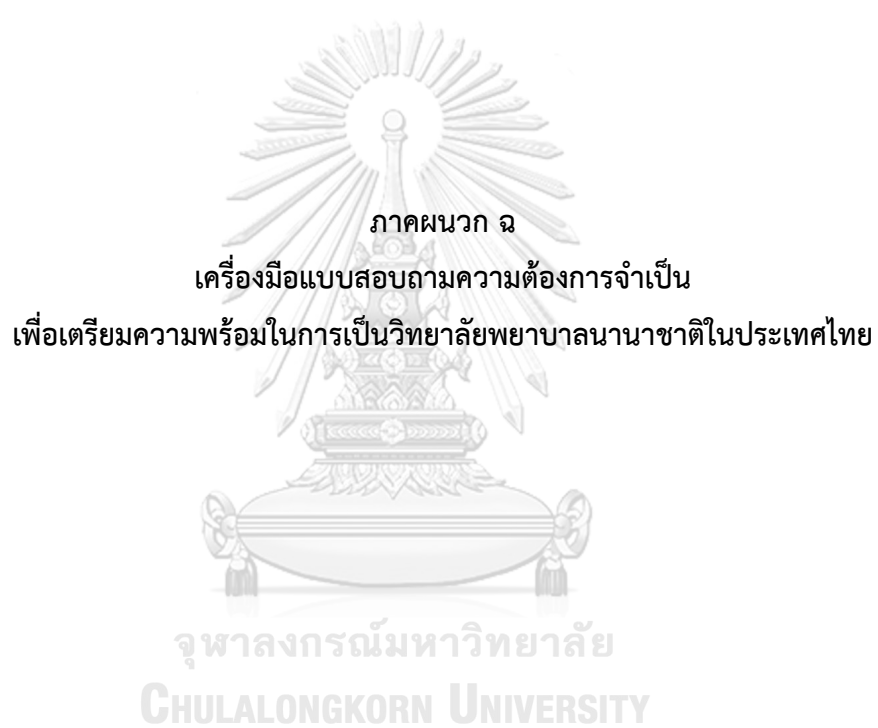 ภาคผนวก ฉ
เครื่องมือแบบสอบถามความต้องการจำเป็น
เพื่อเตรียมความพร้อมในการเป็นวิทยาลัยพยาบาลนานาชาติในประเทศไทย
จุฬาลงกรณ์มหาวิทยาลัย
CHULALONGKORN UNIVERSITY